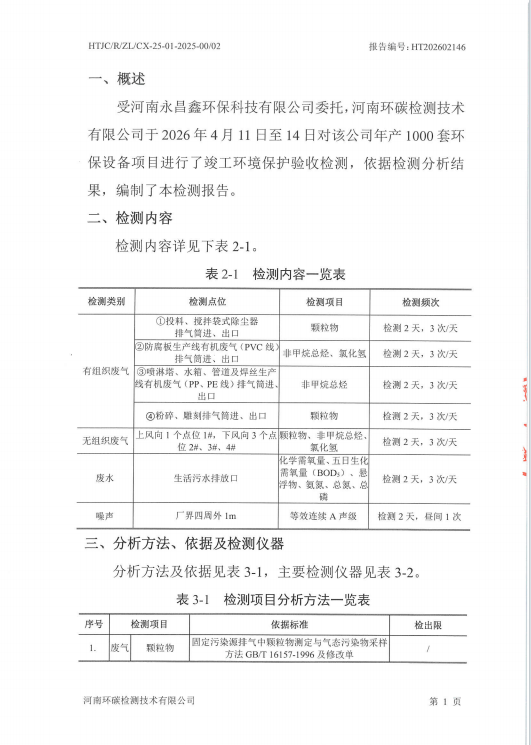 HTJC/R/ZL/CX-25-01-2025-00/02 报告编号: HT202602146
一、概述
受河南永昌鑫环保科技有限公司委托，河南环碳检测技术
有限公司于 2026 年 4 月 11 日至 14 日对该公司年产 1000 套环
保设备项目进行了竣工环境保护验收检测，依据检测分析结
果，编制了本检测报告。
二、检测内容
检测内容详见下表 2-1。
表 2-1 检测内容一览表
检测类别 检测点位 检测项目 检测频次
有组织废气
①投料、搅拌袋式除尘器
排气筒进、出口
颗粒物 检测 2 天，3 次/天
②防腐板生产线有机废气（PVC 线）
排气筒进、出口
非甲烷总烃、氯化氢 检测 2 天，3 次/天
③喷淋塔、水箱、管道及焊丝生产
线有机废气（PP、PE 线）排气筒进、
出口
非甲烷总烃 检测 2 天，3 次/天
④粉碎、雕刻排气筒进、出口 颗粒物 检测 2 天，3 次/天
无组织废气
上风向 1 个点位 1#，下风向 3 个点
位 2#、3#、4#
颗粒物、非甲烷总烃、
氯化氢
检测 2 天，3 次/天
废水 生活污水排放口
化学需氧量、五日生化
需氧量（BOD₅）、悬
浮物、氨氮、总氮、总
磷
检测 2 天，3 次/天
噪声 厂界四周外 1m 等效连续 A 声级 检测 2 天，昼间 1 次
三、分析方法、依据及检测仪器
分析方法及依据见表 3-1，主要检测仪器见表 3-2。
表 3-1 检测项目分析方法一览表
序号 检测项目 依据标准 检出限
1. 废气 颗粒物
固定污染源排气中颗粒物测定与气态污染物采样
方法 GB/T 16157-1996 及修改单
/
河南环碳检测技术有限公司 第 1 页